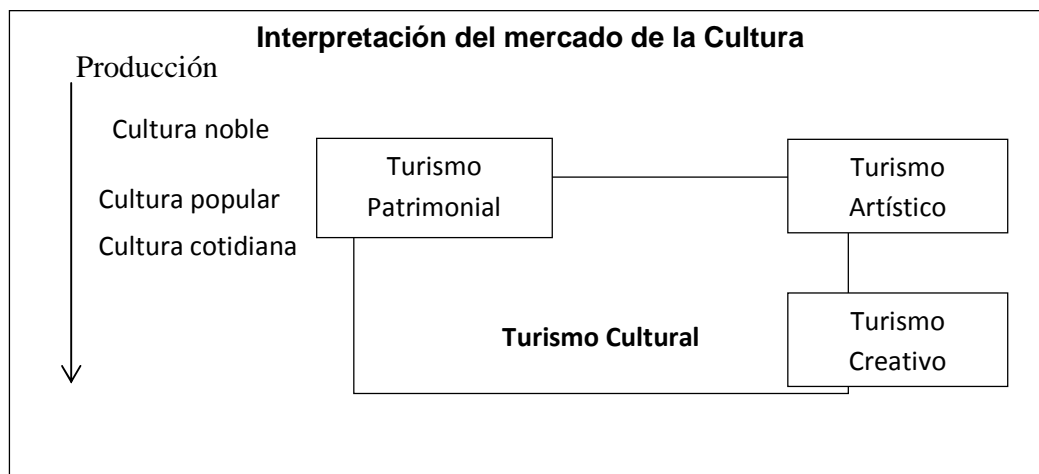 Interpretación del mercado de la Cultura
Producción
Cultura noble
Cultura popular
Cultura cotidiana
Turismo
Patrimonial
Turismo
Artístico
Turismo Cultural
Turismo
Creativo